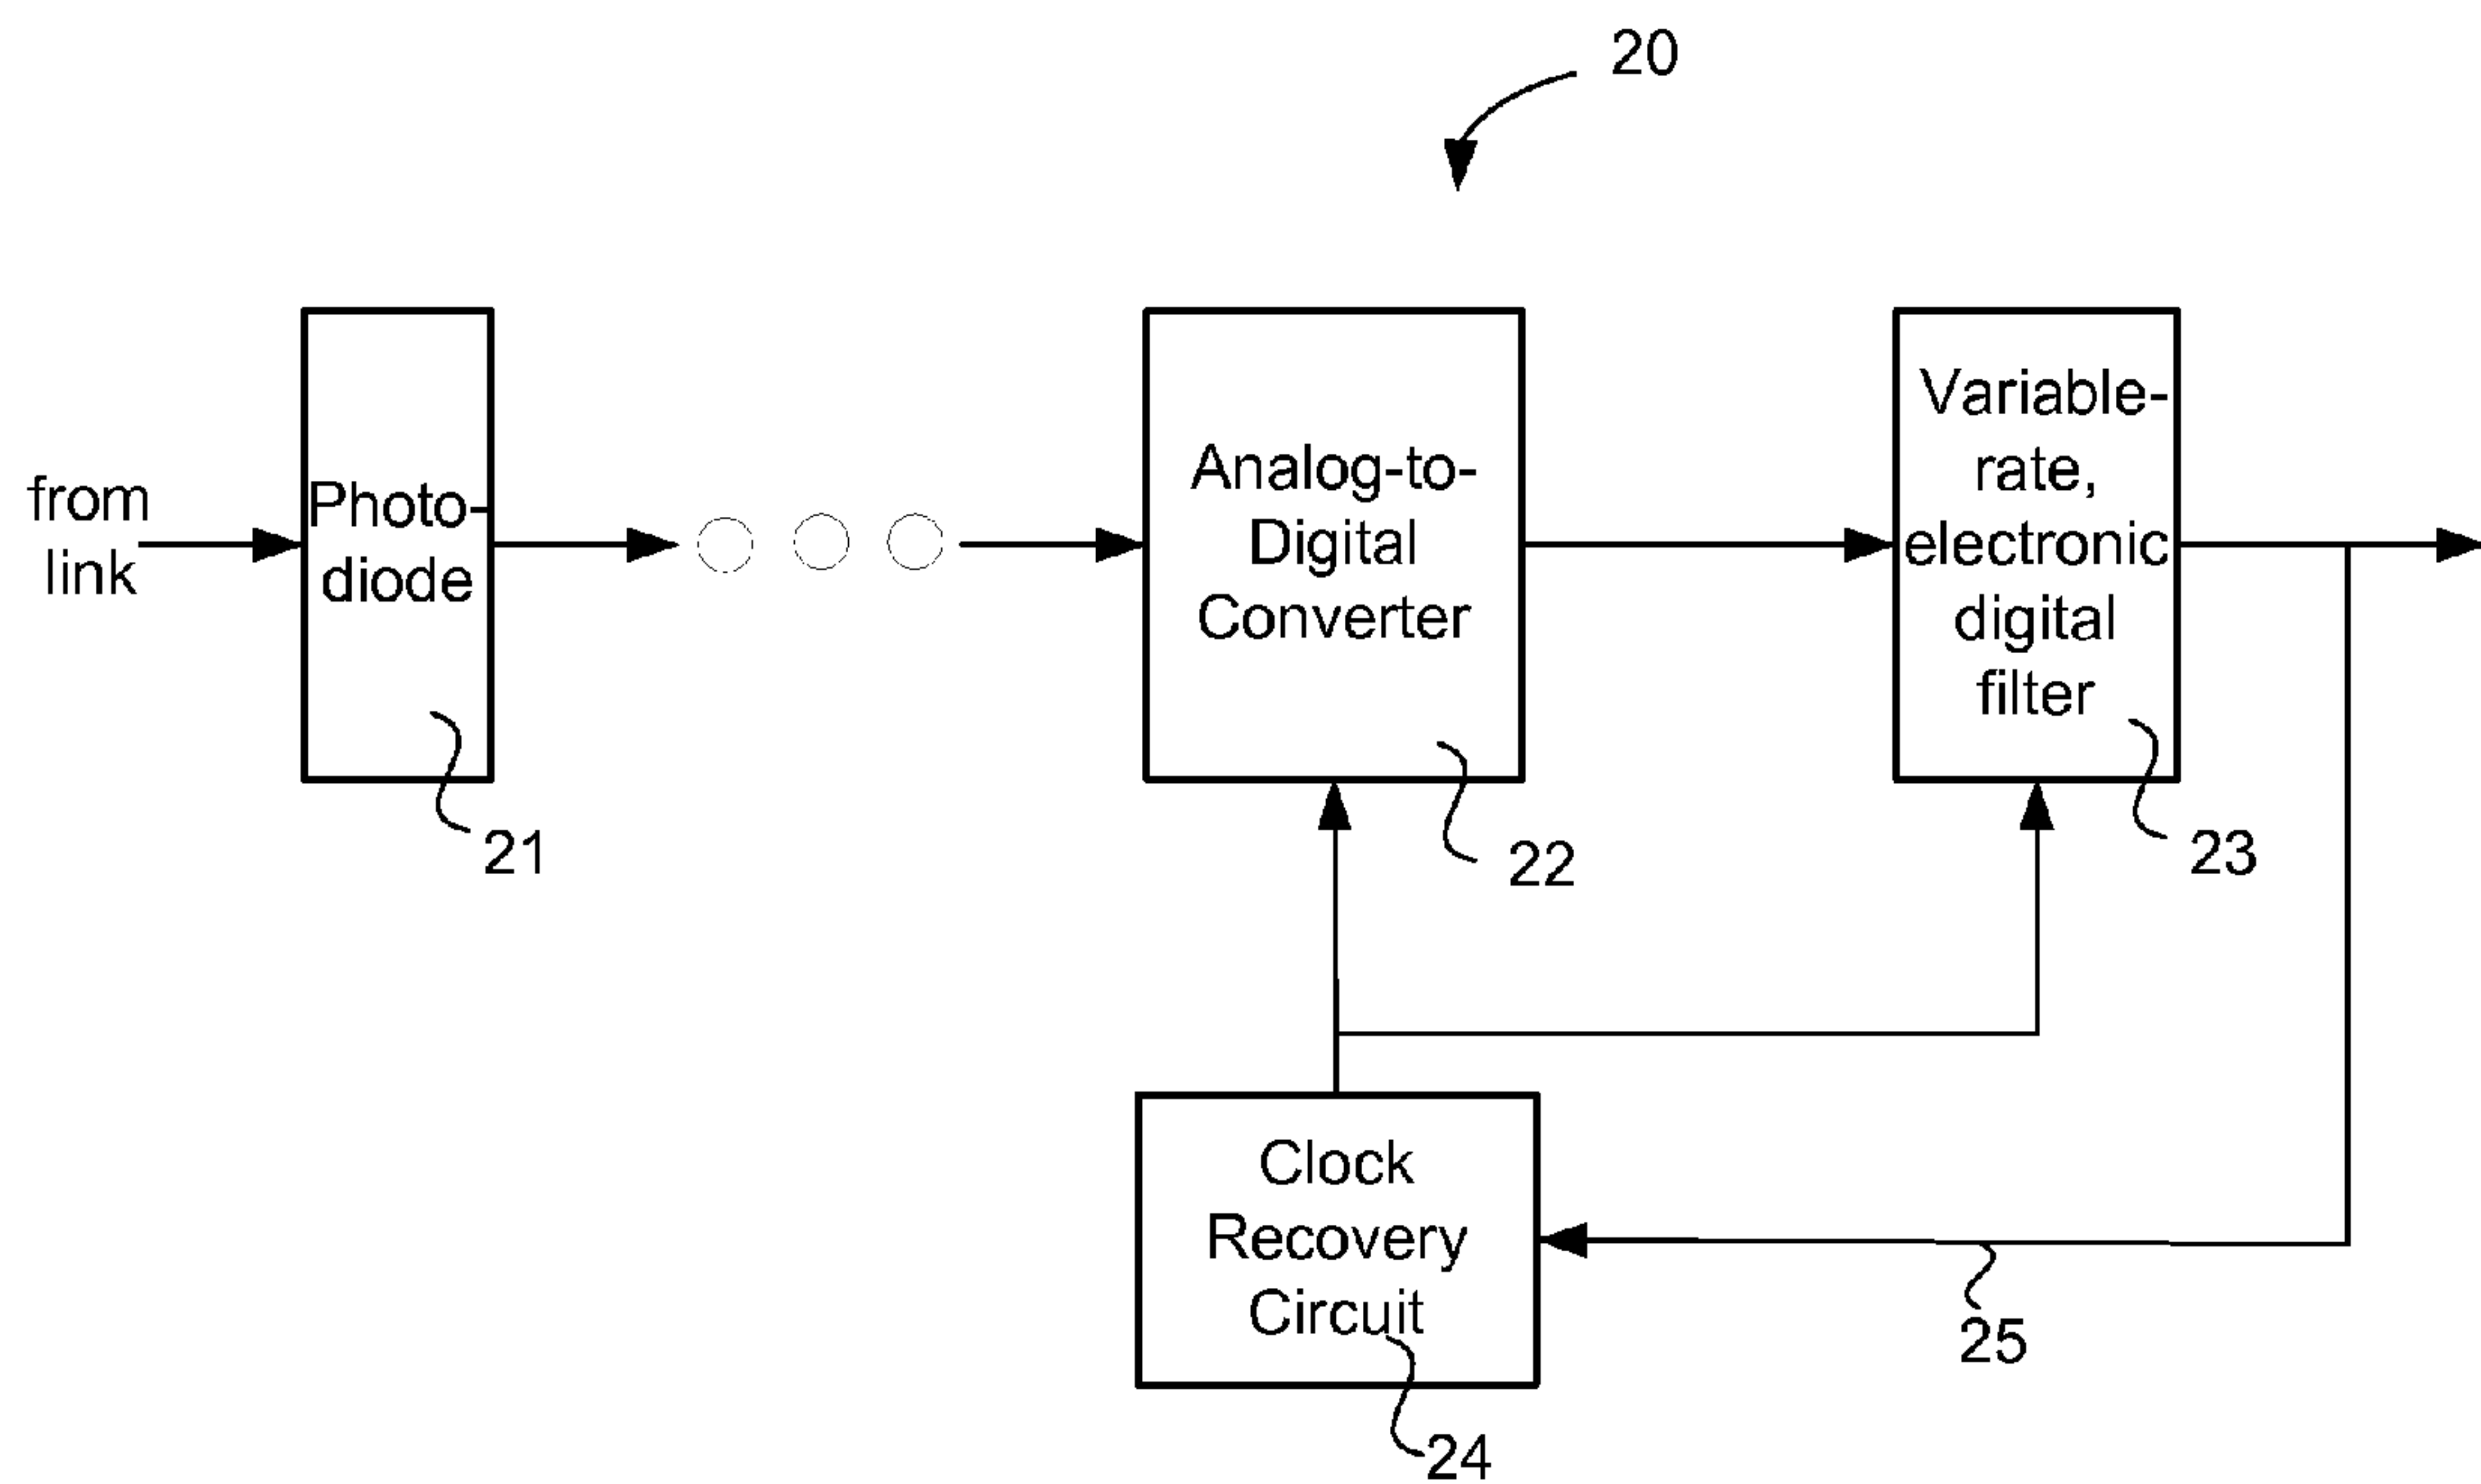 20
from
link
Photo-
diode
21
Analog-to-
Digital
Converter
22
Variable-
rate,
electronic
digital
filter
23
Clock
Recovery
Circuit
24
25